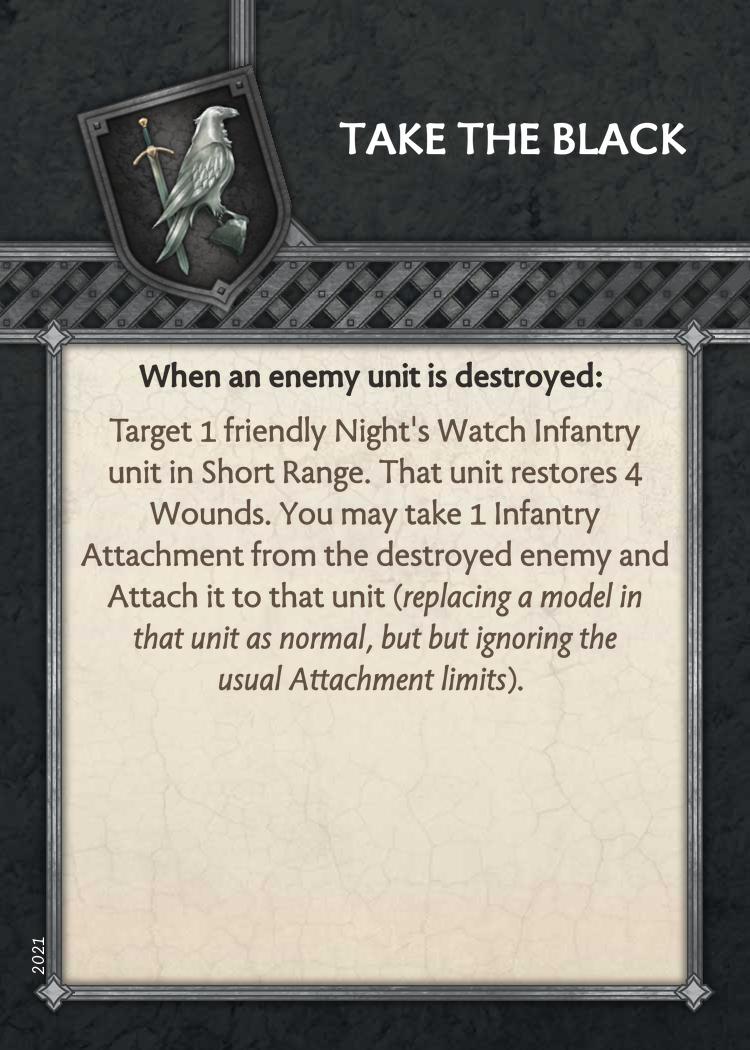 TAKE THE BLACK
When an enemy unit is destroyed:
Target 1 friendly Night's Watch Infantry
unit in Short Range. That unit restores 4
Wounds. You may take 1 Infantry
Attachment from the destroyed enemy and
Attach it to that unit (replacing a model in
that unit as normal, but but ignoring the
usual Attachment limits).
2021